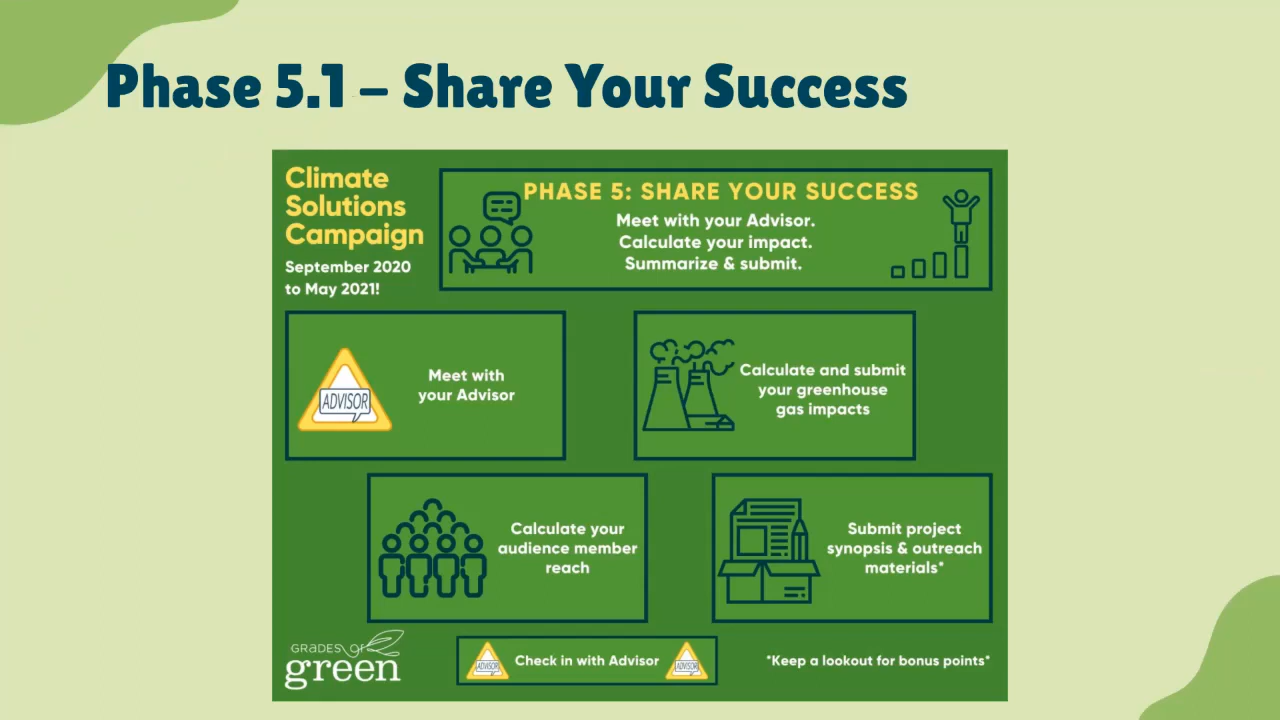 Phase 5.1 – Share Your Success
Climate
Solutions
Campaign
September 2020
to May 2021!
PHASE 5: SHARE YOUR SUCCESS
Meet with your Advisor.
Calculate your impact.
Summarize & submit.
ADVISOR
Meet with
your Advisor
Calculate and submit
your greenhouse
gas impacts
Calculate your
audience member
reach
Submit project
synopsis & outreach
materials*
GRADES OF
green
ADVISOR
Check in with Advisor
ADVISOR
*Keep a lookout for bonus points*